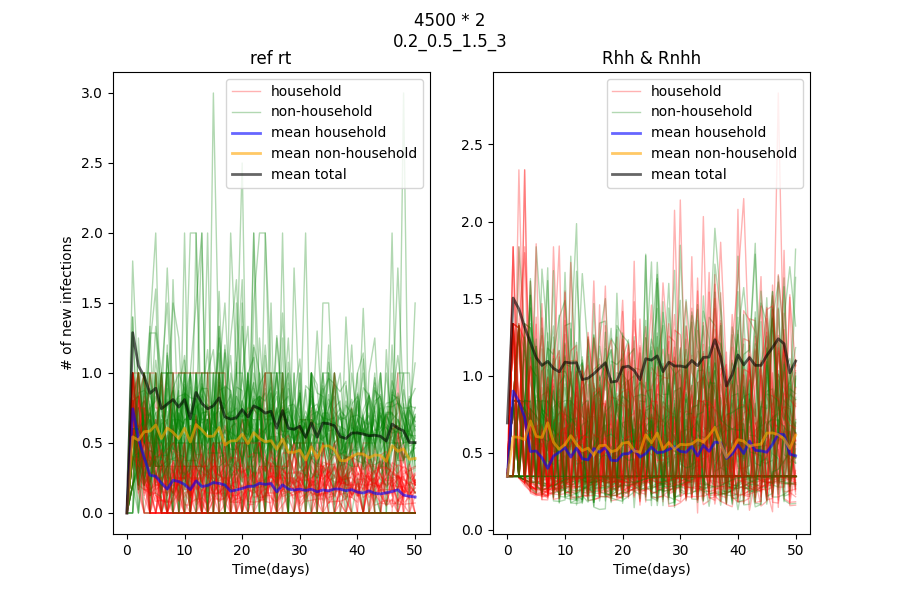 4500 * 2
0.2_0.5_1.5_3
ref rt
household
non-household
mean household
mean non-household
mean total
# of new infections
3.0
2.5
2.0
1.5
1.0
0.5
0.0
0 10 20 30 40 50
Time(days)
Rhh & Rnhh
household
non-household
mean household
mean non-household
mean total
2.5
2.0
1.5
1.0
0.5
0.0
0 10 20 30 40 50
Time(days)